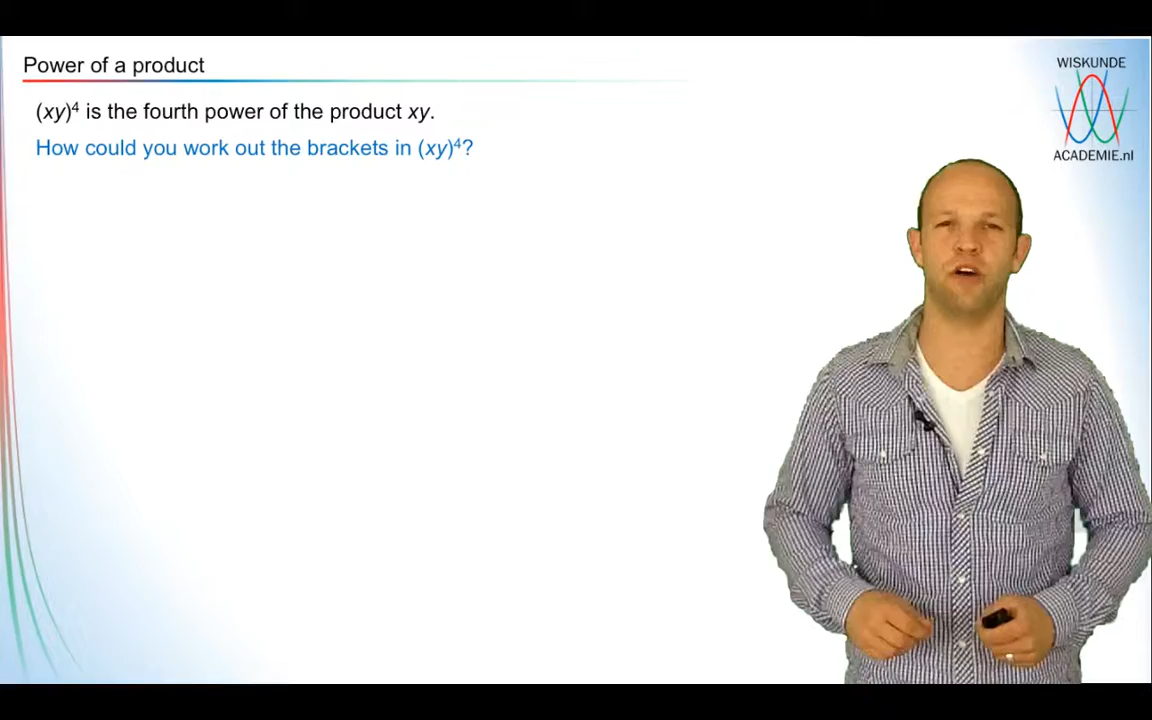 Power of a product
(xy)⁴ is the fourth power of the product xy.
How could you work out the brackets in (xy)⁴?
WISKUNDE
ACADEMIE.nl